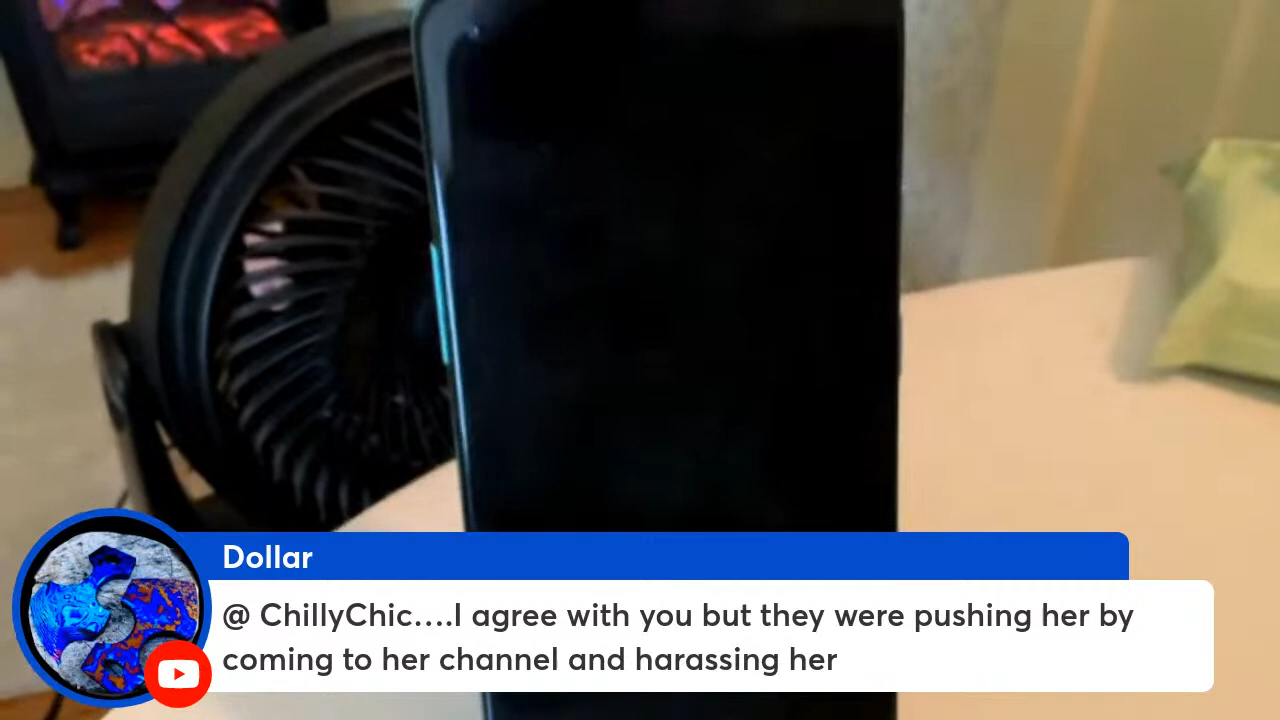 Dollar
@ ChillyChic....I agree with you but they were pushing her by
coming to her channel and harassing her